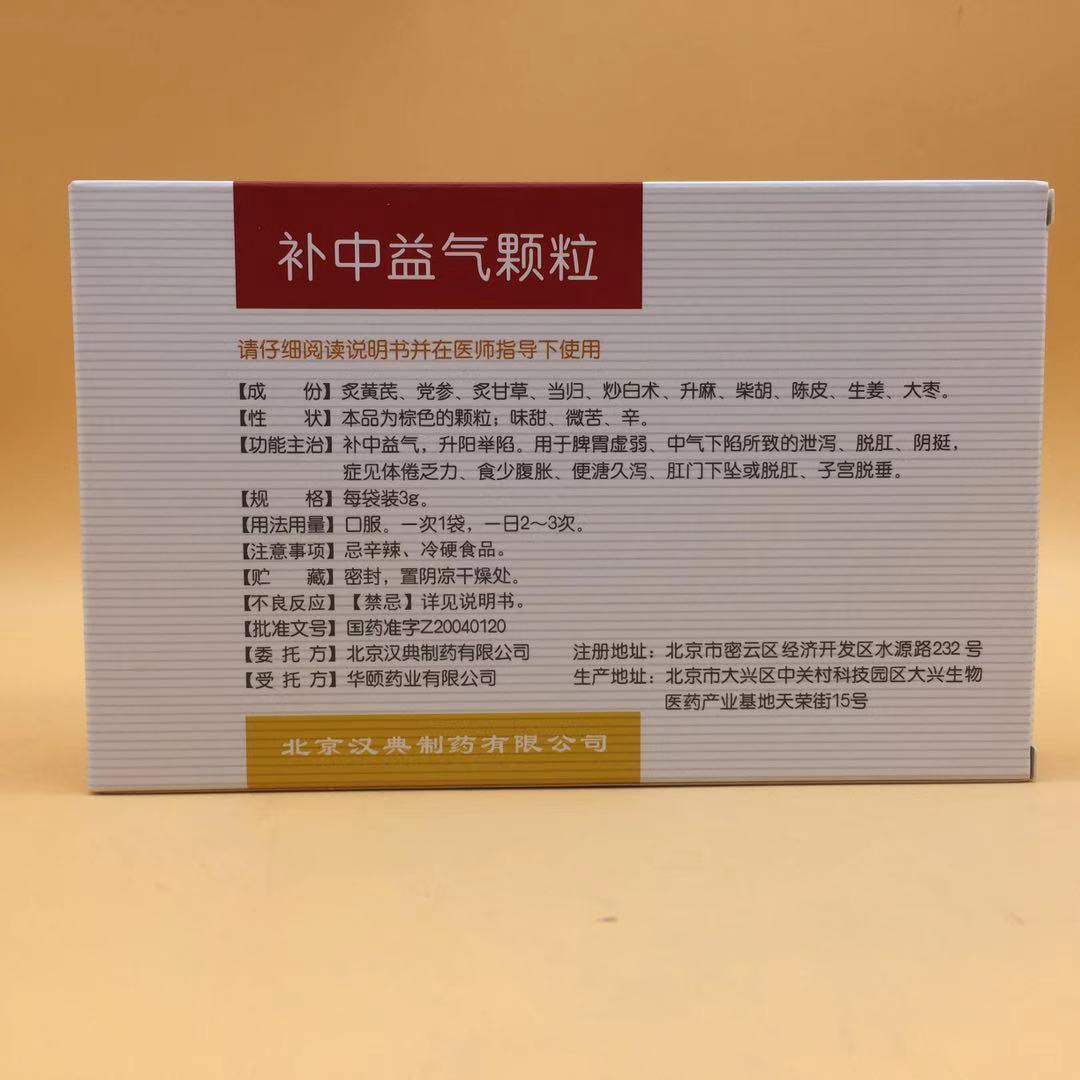 补中益气颗粒
请仔细阅读说明书并在医师指导下使用
【成 份】炙黄芪、党参、炙甘草、当归、炒白术、升麻、柴胡、陈皮、生姜、大枣。
【性 状】本品为棕色的颗粒；味甜、微苦、辛。
【功能主治】补中益气，升阳举陷。用于脾胃虚弱、中气下陷所致的泄泻、脱肛、阴挺，
症见体倦乏力、食少腹胀、便溏久泻、肛门下坠或脱肛、子宫脱垂。
【规 格】每袋装3g。
【用法用量】口服。一次1袋，一日2～3次。
【注意事项】忌辛辣、冷硬食品。
【贮 藏】密封，置阴凉干燥处。
【不良反应】【禁忌】详见说明书。
【批准文号】国药准字Z20040120
【委 托 方】北京汉典制药有限公司 注册地址：北京市密云区经济开发区水源路232号
【受 托 方】华颐药业有限公司 生产地址：北京市大兴区中关村科技园区大兴生物
医药产业基地天荣街15号
北京汉典制药有限公司